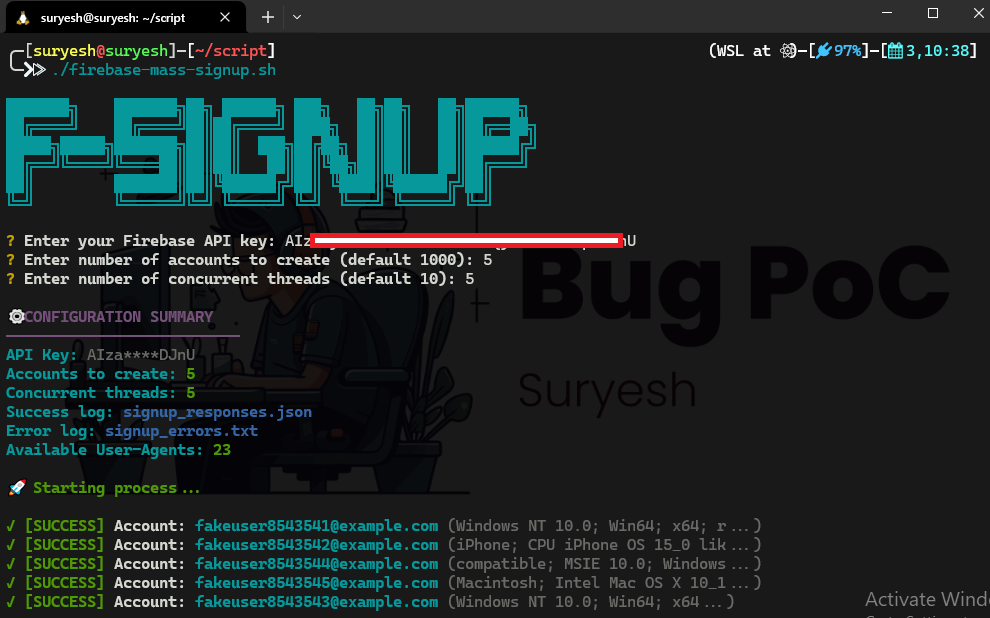 suryesh@suryesh: ~/script
[suryesh@suryesh]-[~/script] (WSL at -[97%]-[3,10:38]
./firebase-mass-signup.sh
F-SIGNUP
? Enter your Firebase API key: AIz nU
? Enter number of accounts to create (default 1000): 5
? Enter number of concurrent threads (default 10): 5
Bug PoC
Suryesh
CONFIGURATION SUMMARY
API Key: AIza****DJnU
Accounts to create: 5
Concurrent threads: 5
Success log: signup_responses.json
Error log: signup_errors.txt
Available User-Agents: 23
Starting process...
✓ [SUCCESS] Account: fakeuser8543541@example.com (Windows NT 10.0; Win64; x64; r...)
✓ [SUCCESS] Account: fakeuser8543542@example.com (iPhone; CPU iPhone OS 15_0 lik...)
✓ [SUCCESS] Account: fakeuser8543544@example.com (compatible; MSIE 10.0; Windows...)
✓ [SUCCESS] Account: fakeuser8543545@example.com (Macintosh; Intel Mac OS X 10_1...)
✓ [SUCCESS] Account: fakeuser8543543@example.com (Windows NT 10.0; Win64; x64...)
Activate Wind